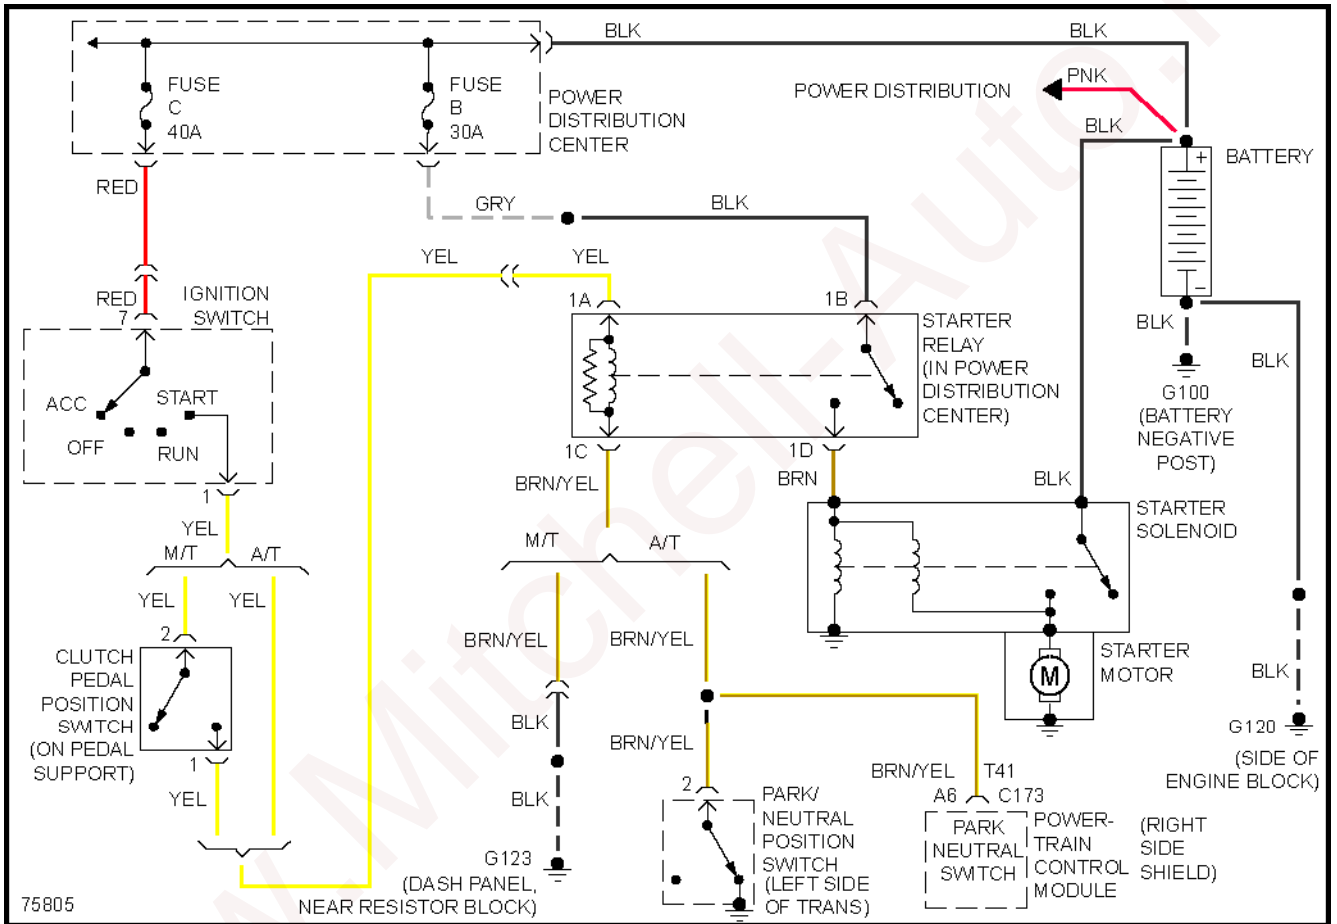 BLK
BLK
FUSE
C
40A
FUSE
B
30A
POWER
DISTRIBUTION
CENTER
POWER DISTRIBUTION
PNK
BLK
BATTERY
+
−
RED
GRY
BLK
YEL
YEL
RED
7
IGNITION
SWITCH
1A
1B
STARTER
RELAY
(IN POWER
DISTRIBUTION
CENTER)
BLK
BLK
G100
(BATTERY
NEGATIVE
POST)
ACC
START
OFF
RUN
1C
1D
BRN/YEL
BRN
BLK
STARTER
SOLENOID
1
YEL
M/T
A/T
M/T
A/T
YEL
YEL
2
CLUTCH
PEDAL
POSITION
SWITCH
(ON PEDAL
SUPPORT)
1
YEL
BRN/YEL
BRN/YEL
STARTER
MOTOR
M
BLK
BLK
BRN/YEL
G120
(SIDE OF
ENGINE BLOCK)
BLK
2
PARK/
NEUTRAL
POSITION
SWITCH
(LEFT SIDE
OF TRANS)
BRN/YEL
T41
A6
C173
PARK
NEUTRAL
SWITCH
POWER-
TRAIN
CONTROL
MODULE
(RIGHT
SIDE
SHIELD)
G123
(DASH PANEL,
NEAR RESISTOR BLOCK)
75805
www.Mitchell-Auto.r